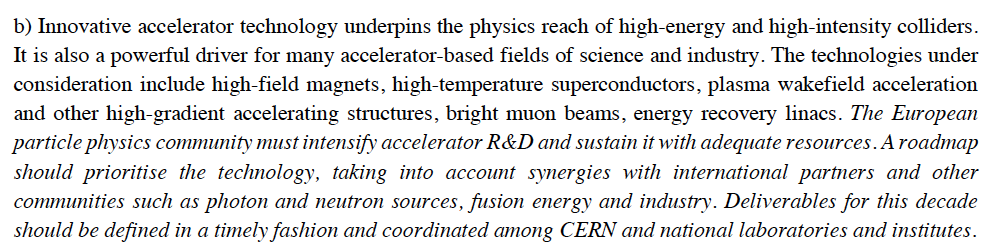 b) Innovative accelerator technology underpins the physics reach of high-energy and high-intensity colliders.
It is also a powerful driver for many accelerator-based fields of science and industry. The technologies under
consideration include high-field magnets, high-temperature superconductors, plasma wakefield acceleration
and other high-gradient accelerating structures, bright muon beams, energy recovery linacs. The European
particle physics community must intensify accelerator R&D and sustain it with adequate resources. A roadmap
should prioritise the technology, taking into account synergies with international partners and other
communities such as photon and neutron sources, fusion energy and industry. Deliverables for this decade
should be defined in a timely fashion and coordinated among CERN and national laboratories and institutes.